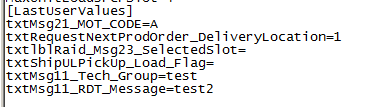 [LastUserValues]
txtMsg21_MOT_CODE=A
txtRequestNextProdOrder_DeliveryLocation=1
txtlblRaid_Msg23_SelectedSlot=
txtShipULPickUp_Load_Flag=
txtMsg11_Tech_Group=test
txtMsg11_RDT_Message=test2